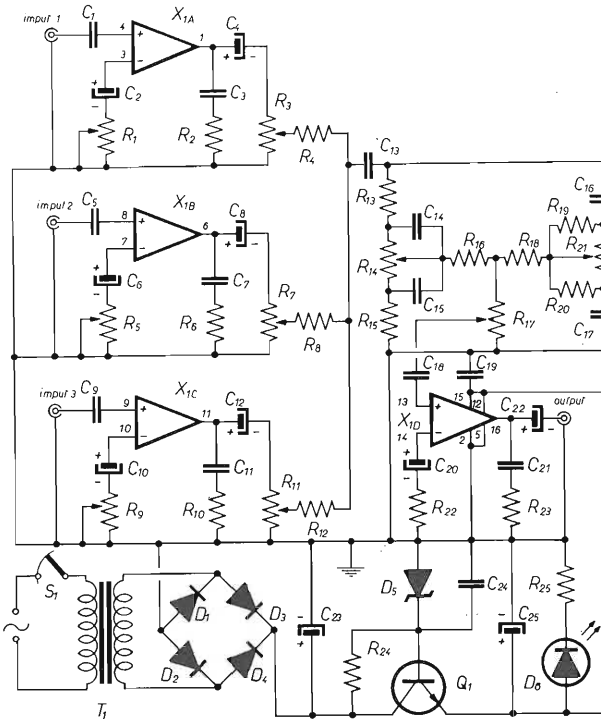 input 1
C1
4
+
X1A
1
C4
3
−
+
−
+
C2
−
C3
R3
R1
R2
R4
C13
input 2
C5
8
+
X1B
6
C8
R13
C14
C16
7
−
+
−
R19
+
C6
−
C7
R7
R14
R16
R18
R21
C15
R5
R6
R8
R15
R20
R17
C17
input 3
C9
9
+
X1C
11
C12
C18
C19
10
−
+
−
13
+
15
12
C22
output
X1D
16
14
−
2
5
+
−
+
C10
−
C11
R11
+
C20
−
C21
R9
R10
R12
R22
R23
S1
D1
D3
D5
C24
R25
−
C23
+
−
C25
+
D2
D4
R24
Q1
D6
T1